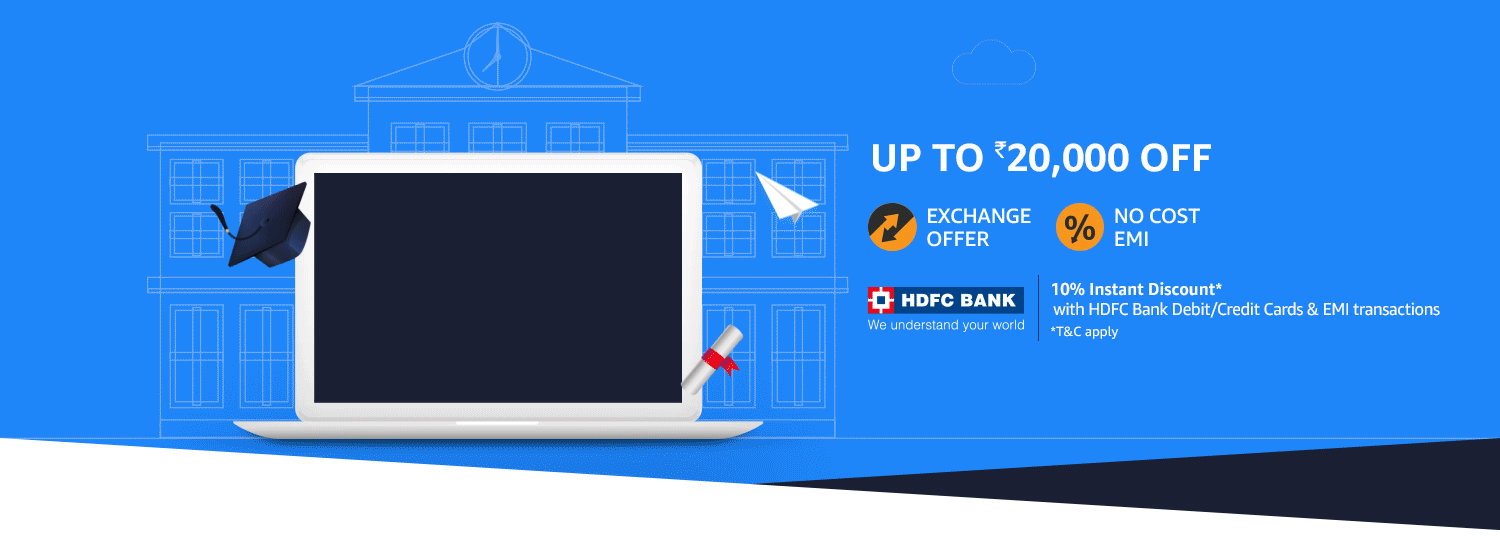 UP TO ₹20,000 OFF
EXCHANGE
OFFER
NO COST
EMI
HDFC BANK
We understand your world
10% Instant Discount*
with HDFC Bank Debit/Credit Cards & EMI transactions
*T&C apply